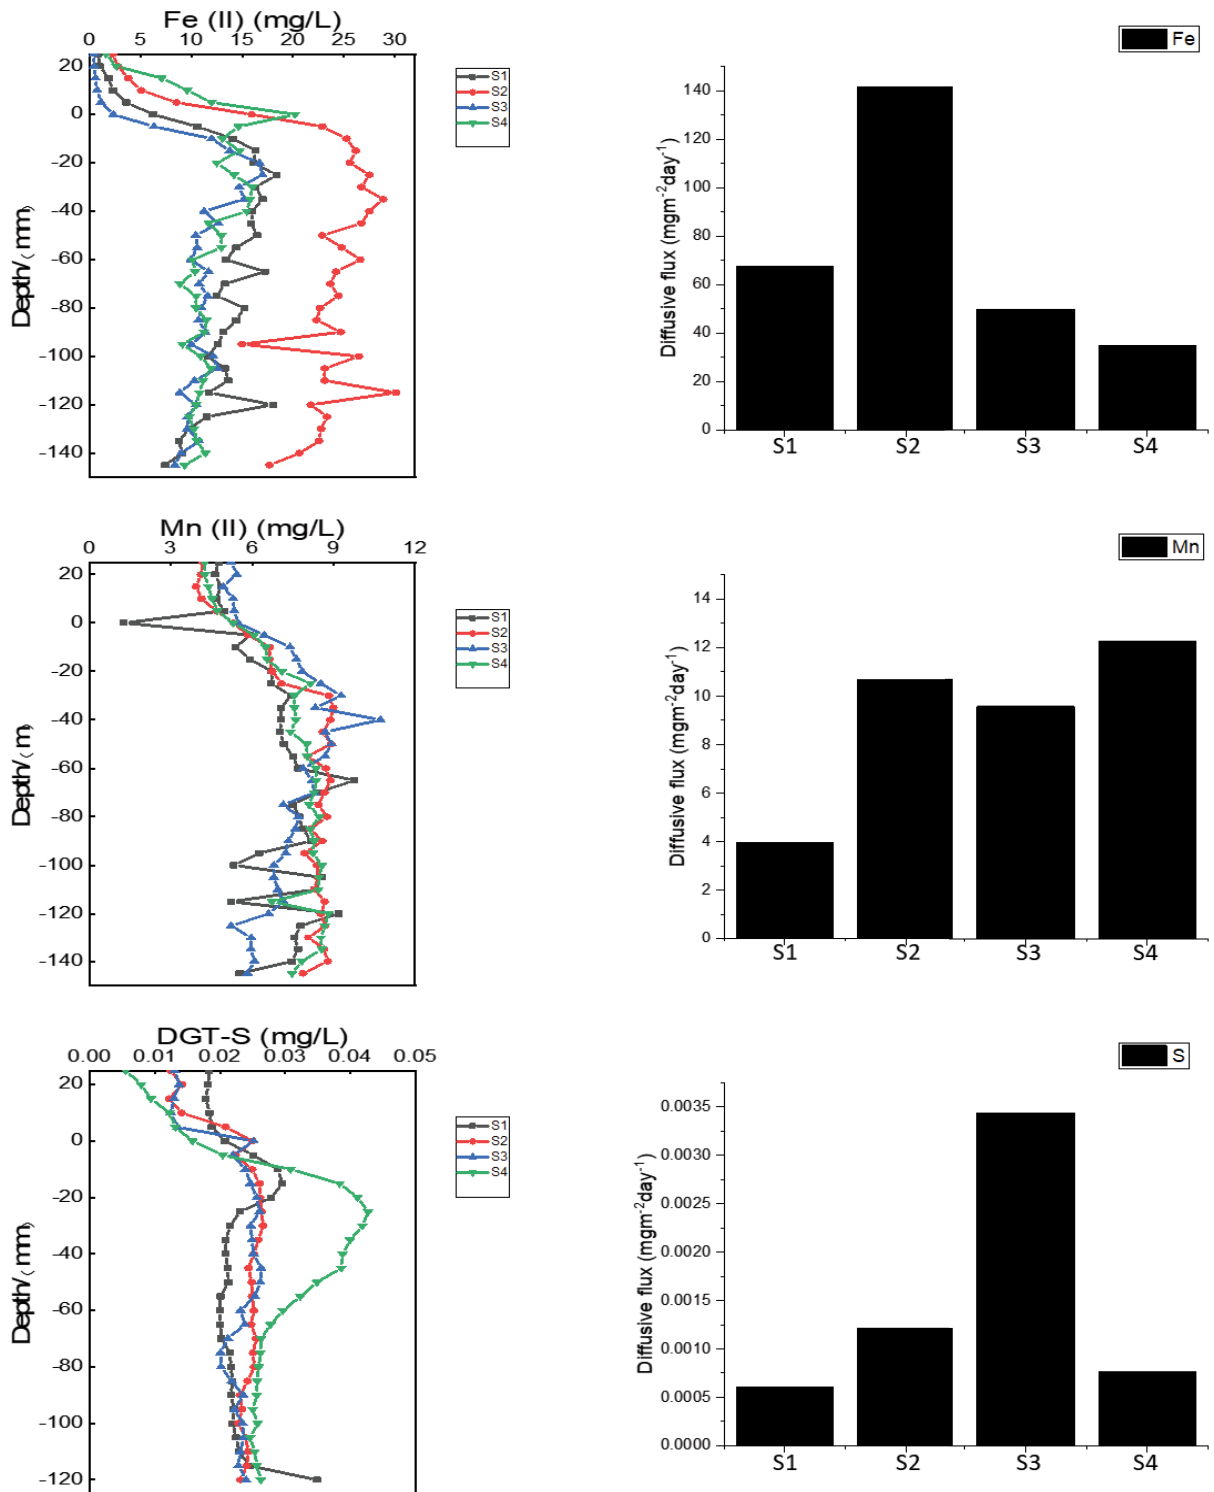 Fe (II) (mg/L)
0 5 10 15 20 25 30
20
0
-20
-40
-60
-80
-100
-120
-140
Depth/(mm)
S1
S2
S3
S4
Fe
140
120
100
80
60
40
20
0
Diffusive flux (mgm-2day-1)
S1 S2 S3 S4
Mn (II) (mg/L)
0 3 6 9 12
20
0
-20
-40
-60
-80
-100
-120
-140
Depth/(m)
S1
S2
S3
S4
Mn
14
12
10
8
6
4
2
0
Diffusive flux (mgm-2day-1)
S1 S2 S3 S4
DGT-S (mg/L)
0.00 0.01 0.02 0.03 0.04 0.05
20
0
-20
-40
-60
-80
-100
-120
Depth/(mm)
S1
S2
S3
S4
S
0.0035
0.0030
0.0025
0.0020
0.0015
0.0010
0.0005
0.0000
Diffusive flux (mgm-2day-1)
S1 S2 S3 S4